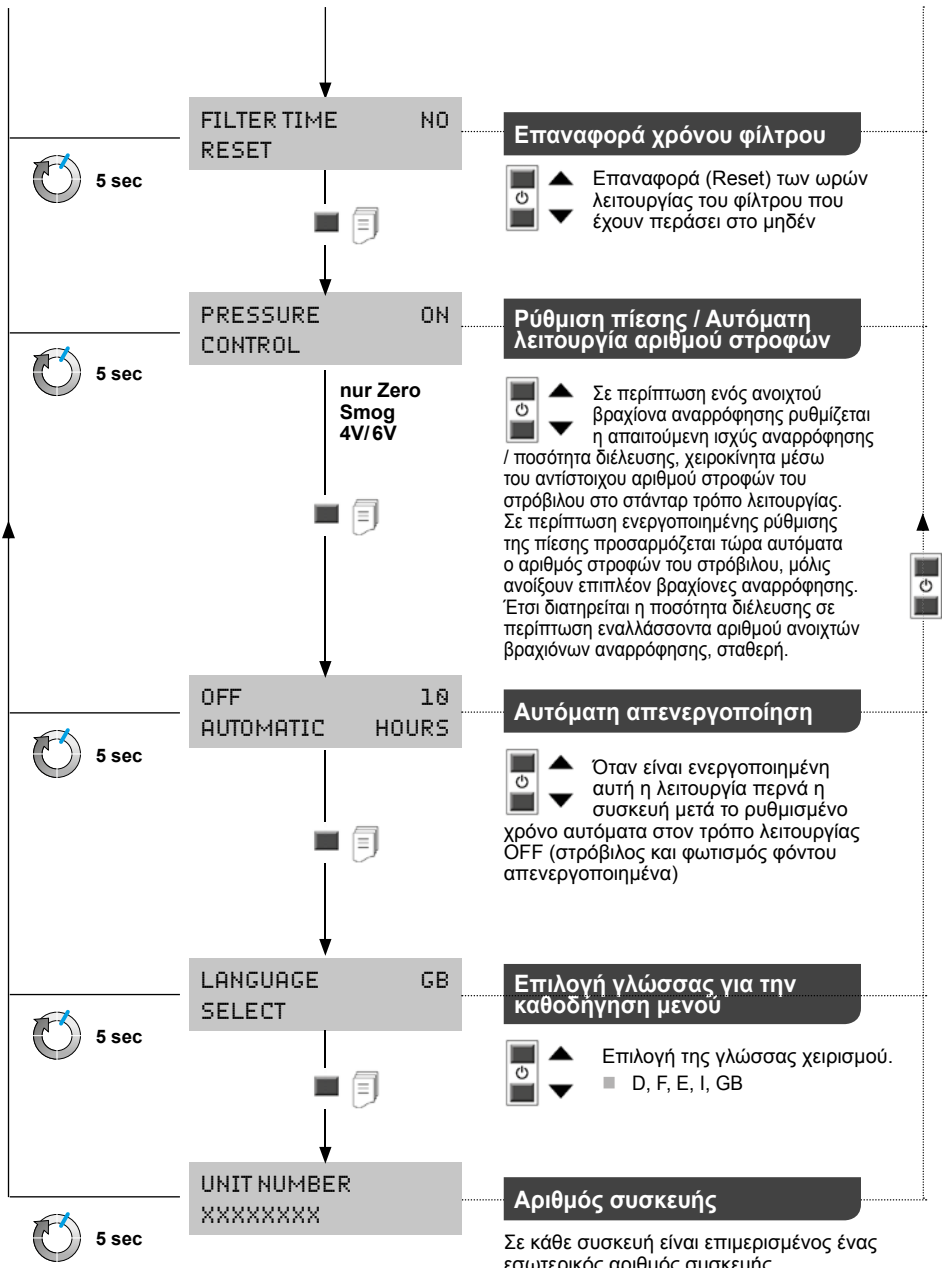 FILTER TIME NO
RESET
5 sec
Επαναφορά χρόνου φίλτρου
Επαναφορά (Reset) των ωρών
λειτουργίας του φίλτρου που
έχουν περάσει στο μηδέν
PRESSURE ON
CONTROL
5 sec
nur Zero
Smog
4V/6V
Ρύθμιση πίεσης / Αυτόματη
λειτουργία αριθμού στροφών
Σε περίπτωση ενός ανοιχτού
βραχίονα αναρρόφησης ρυθμίζεται
η απαιτούμενη ισχύς αναρρόφησης
/ ποσότητα διέλευσης, χειροκίνητα μέσω
του αντίστοιχου αριθμού στροφών του
στρόβιλου στο στάνταρ τρόπο λειτουργίας.
Σε περίπτωση ενεργοποιημένης ρύθμισης
της πίεσης προσαρμόζεται τώρα αυτόματα
ο αριθμός στροφών του στρόβιλου, μόλις
ανοίξουν επιπλέον βραχίονες αναρρόφησης.
Έτσι διατηρείται η ποσότητα διέλευσης σε
περίπτωση εναλλάσσοντα αριθμού ανοιχτών
βραχιόνων αναρρόφησης, σταθερή.
OFF 10
AUTOMATIC HOURS
5 sec
Αυτόματη απενεργοποίηση
Όταν είναι ενεργοποιημένη
αυτή η λειτουργία περνά η
συσκευή μετά το ρυθμισμένο
χρόνο αυτόματα στον τρόπο λειτουργίας
OFF (στρόβιλος και φωτισμός φόντου
απενεργοποιημένα)
LANGUAGE GB
SELECT
5 sec
Επιλογή γλώσσας για την
καθοδήγηση μενού
Επιλογή της γλώσσας χειρισμού.
■ D, F, E, I, GB
UNIT NUMBER
XXXXXXXX
5 sec
Αριθμός συσκευής
Σε κάθε συσκευή είναι επιμερισμένος ένας
εσωτερικός αριθμός συσκευής